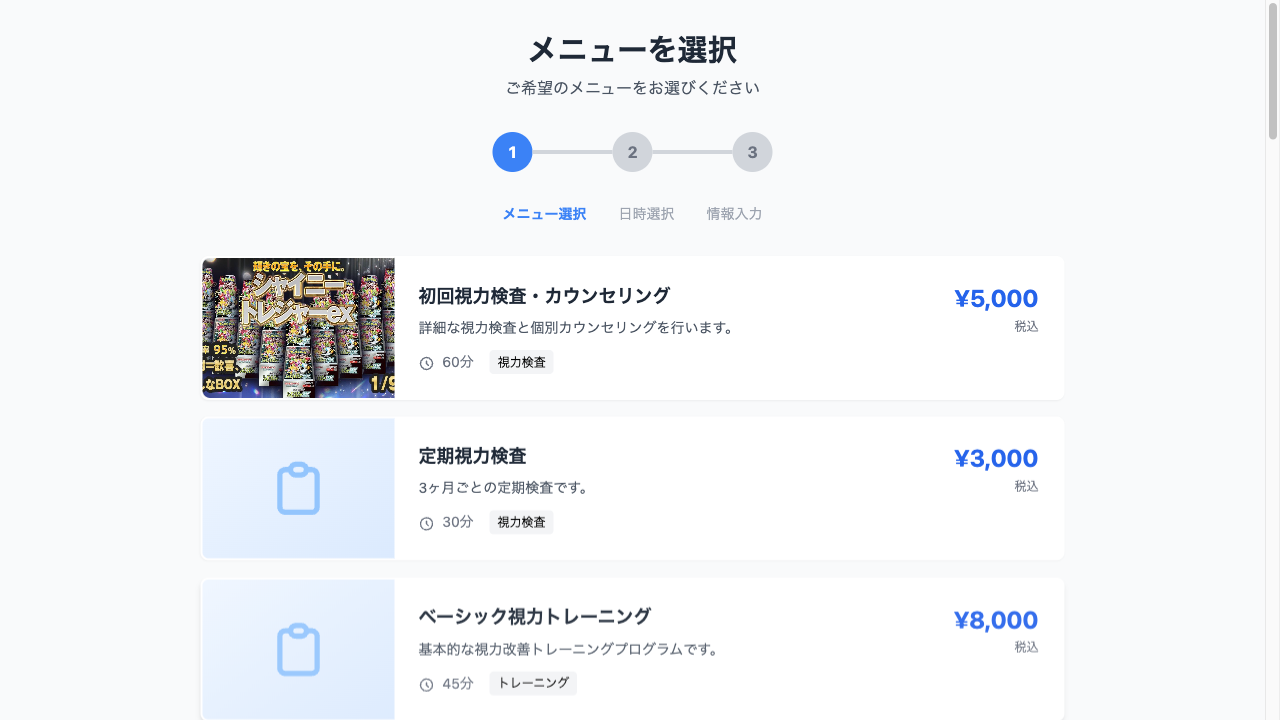 メニューを選択
ご希望のメニューをお選びください
1
2
3
メニュー選択
日時選択
情報入力
輝きの宝を、その手に。
シャイニー
トレジャーex
率 95%
なBOX
初回視力検査・カウンセリング
詳細な視力検査と個別カウンセリングを行います。
60分
視力検査
¥5,000
税込
定期視力検査
3ヶ月ごとの定期検査です。
30分
視力検査
¥3,000
税込
ベーシック視力トレーニング
基本的な視力改善トレーニングプログラムです。
45分
トレーニング
¥8,000
税込